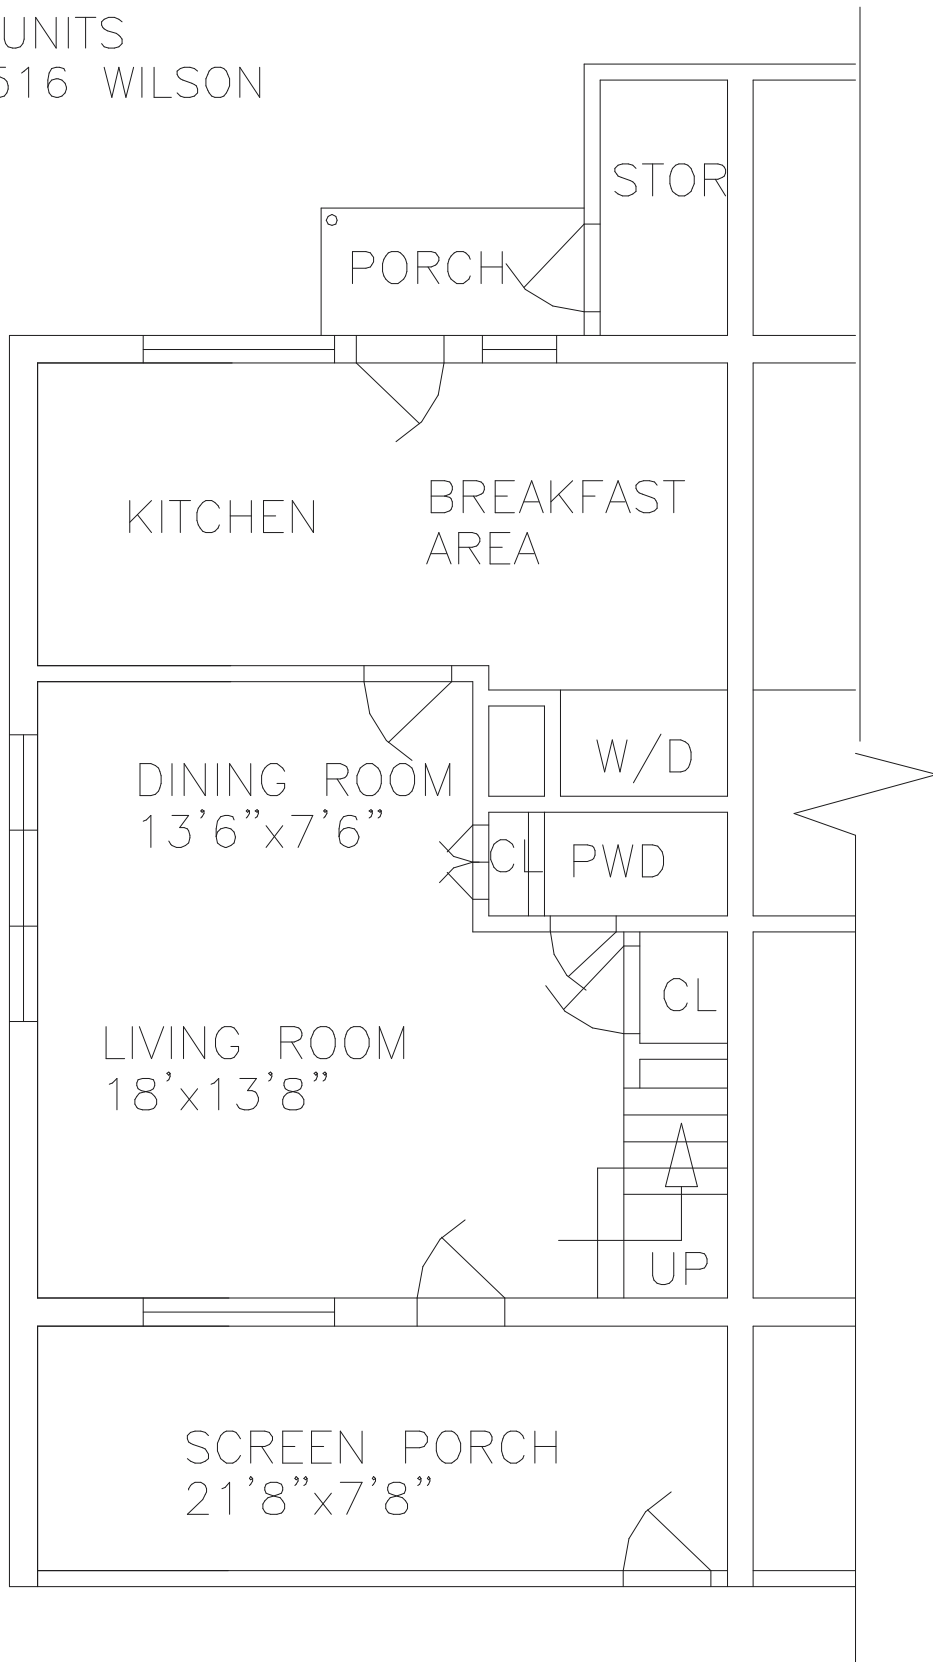 UNITS
516 WILSON
STOR
PORCH
KITCHEN
BREAKFAST
AREA
W/D
DINING ROOM
13'6"x7'6"
CL
PWD
CL
LIVING ROOM
18'x13'8"
UP
SCREEN PORCH
21'8"x7'8"